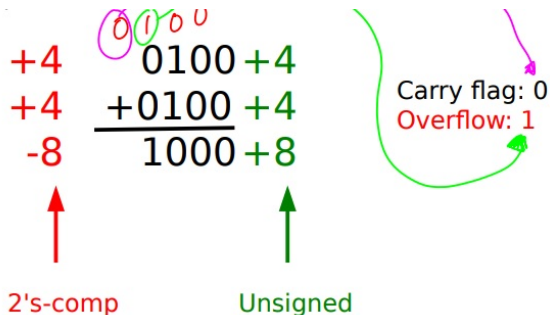 0 1 0 0
+4 0100 +4
+4 +0100 +4
-8 1000 +8
Carry flag: 0
Overflow: 1
2's-comp Unsigned